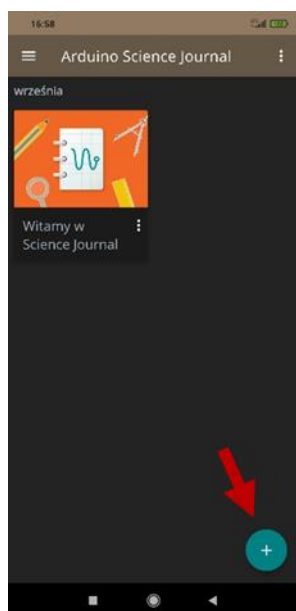 16:58
Arduino Science Journal
września
Witamy w
Science Journal